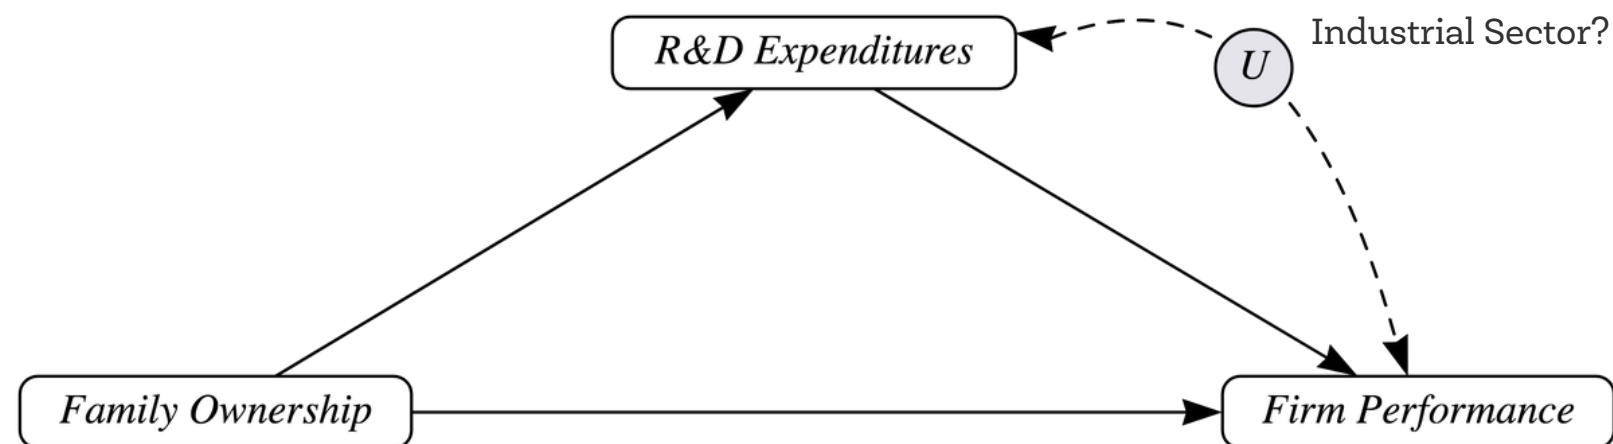 R&D Expenditures
U
Industrial Sector?
Family Ownership
Firm Performance